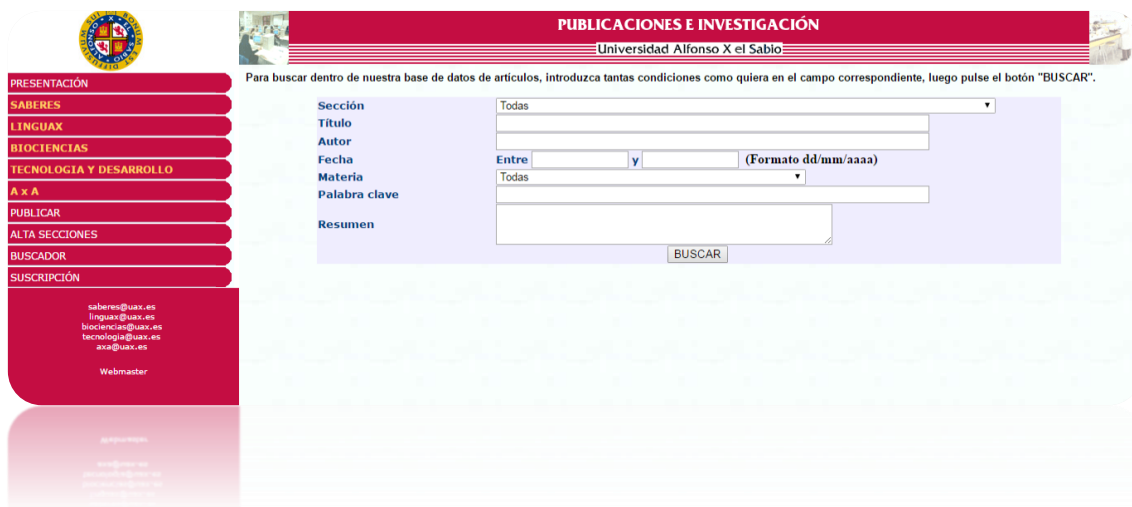 PUBLICACIONES E INVESTIGACIÓN
Universidad Alfonso X el Sabio
PRESENTACIÓN
SABERES
LINGUAX
BIOCIENCIAS
TECNOLOGIA Y DESARROLLO
A x A
PUBLICAR
ALTA SECCIONES
BUSCADOR
SUSCRIPCIÓN
saberes@uax.es
linguax@uax.es
biociencias@uax.es
tecnologia@uax.es
axa@uax.es
Webmaster
Para buscar dentro de nuestra base de datos de artículos, introduzca tantas condiciones como quiera en el campo correspondiente, luego pulse el botón "BUSCAR".
Sección Todas
Título
Autor
Fecha Entre y (Formato dd/mm/aaaa)
Materia Todas
Palabra clave
Resumen
BUSCAR